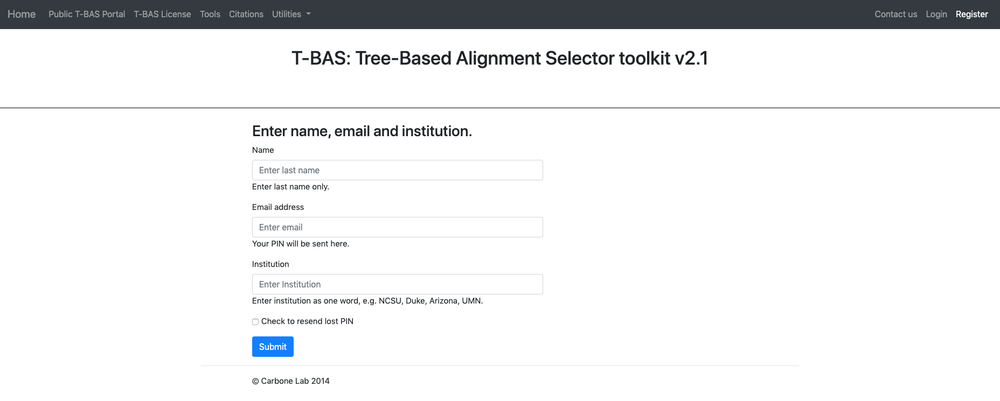 Home Public T-BAS Portal T-BAS License Tools Citations Utilities Contact us Login Register
T-BAS: Tree-Based Alignment Selector toolkit v2.1
Enter name, email and institution.
Name
Enter last name
Enter last name only.
Email address
Enter email
Your PIN will be sent here.
Institution
Enter Institution
Enter institution as one word, e.g. NCSU, Duke, Arizona, UMN.
Check to resend lost PIN
Submit
© Carbone Lab 2014